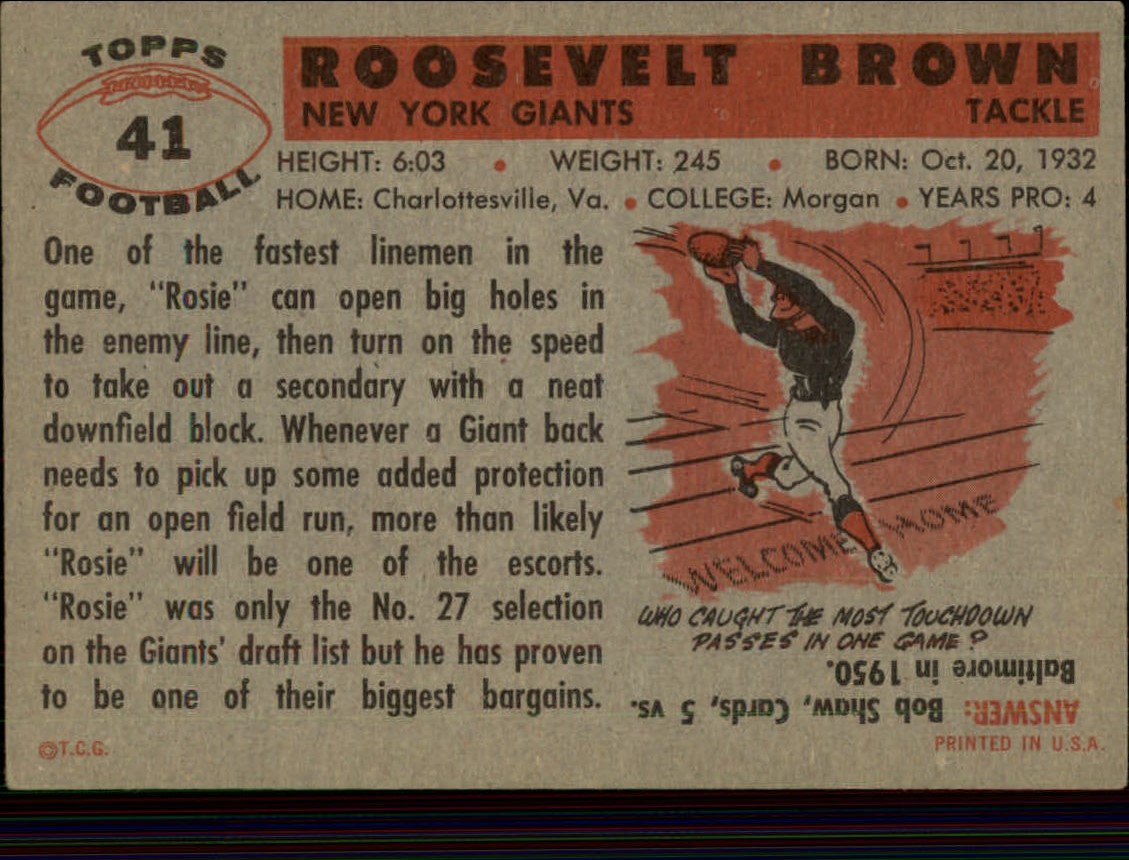 TOPPS
41
FOOTBALL
ROOSEVELT BROWN
NEW YORK GIANTS TACKLE
HEIGHT: 6:03 • WEIGHT: 245 • BORN: Oct. 20, 1932
HOME: Charlottesville, Va. • COLLEGE: Morgan • YEARS PRO: 4
One of the fastest linemen in the
game, "Rosie" can open big holes in
the enemy line, then turn on the speed
to take out a secondary with a neat
downfield block. Whenever a Giant back
needs to pick up some added protection
for an open field run, more than likely
"Rosie" will be one of the escorts.
"Rosie" was only the No. 27 selection
on the Giants' draft list but he has proven
to be one of their biggest bargains.
WELCOME HOME
WHO CAUGHT THE MOST TOUCHDOWN
PASSES IN ONE GAME?
ANSWER: Bob Shaw, Cards, 5 vs.
Baltimore in 1950.
©T.C.G.
PRINTED IN U.S.A.